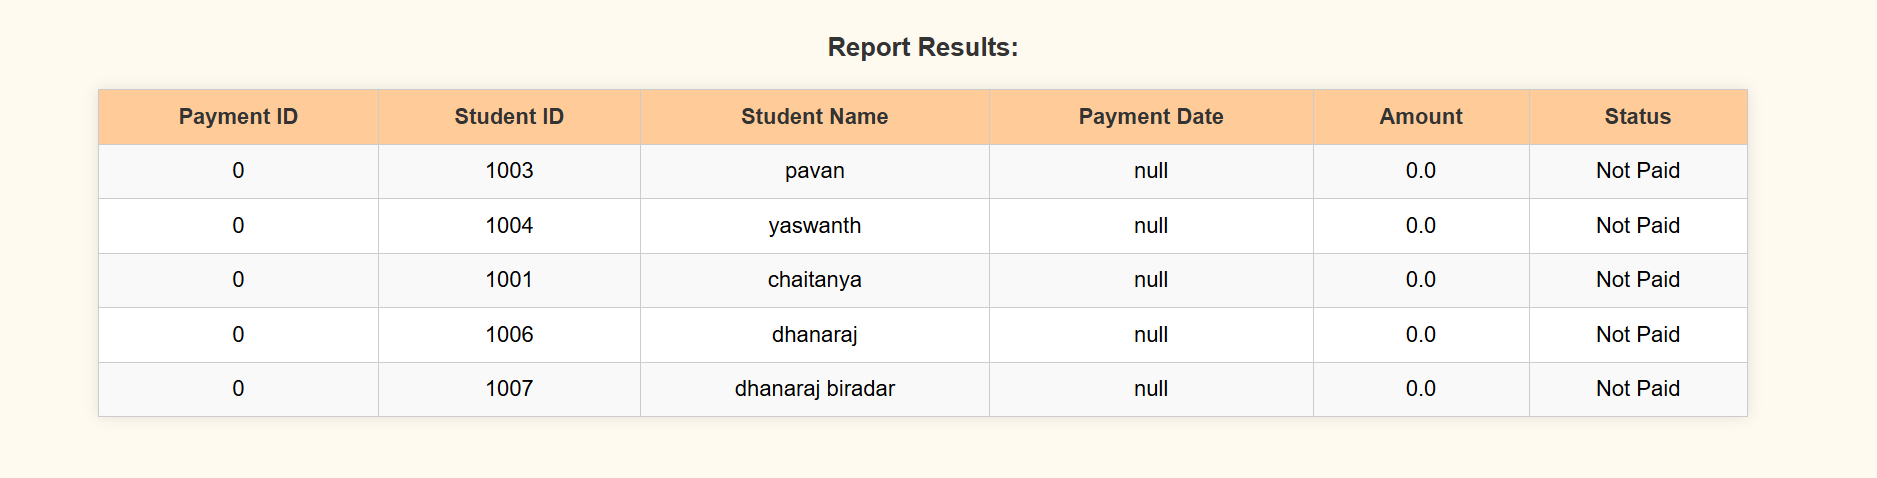 Report Results:
Payment ID Student ID Student Name Payment Date Amount Status
0 1003 pavan null 0.0 Not Paid
0 1004 yaswanth null 0.0 Not Paid
0 1001 chaitanya null 0.0 Not Paid
0 1006 dhanaraj null 0.0 Not Paid
0 1007 dhanaraj biradar null 0.0 Not Paid